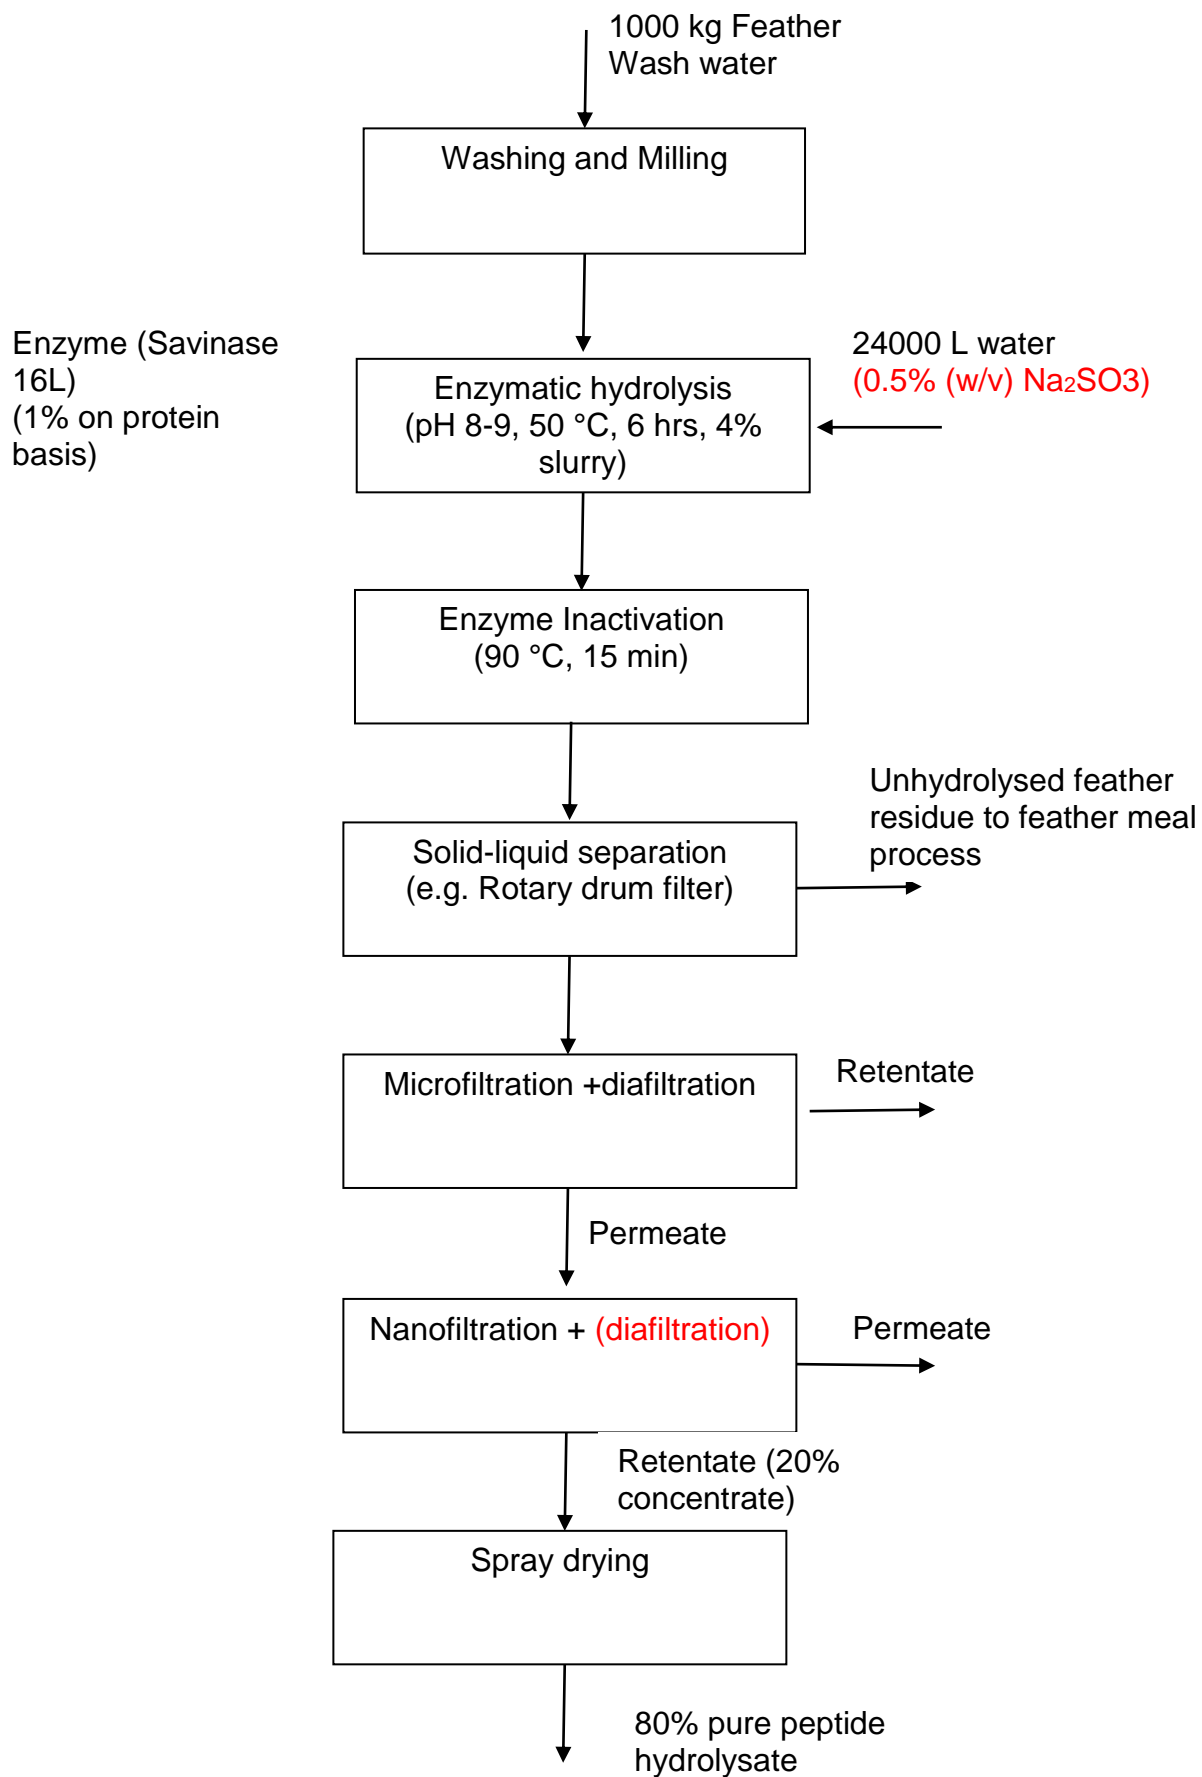 1000 kg Feather
Wash water
Washing and Milling
Enzyme (Savinase
16L)
(1% on protein
basis)
Enzymatic hydrolysis
(pH 8-9, 50 °C, 6 hrs, 4%
slurry)
24000 L water
(0.5% (w/v) Na₂SO3)
Enzyme Inactivation
(90 °C, 15 min)
Unhydrolysed feather
residue to feather meal
process
Solid-liquid separation
(e.g. Rotary drum filter)
Microfiltration +diafiltration
Retentate
Permeate
Nanofiltration + (diafiltration)
Permeate
Retentate (20%
concentrate)
Spray drying
80% pure peptide
hydrolysate